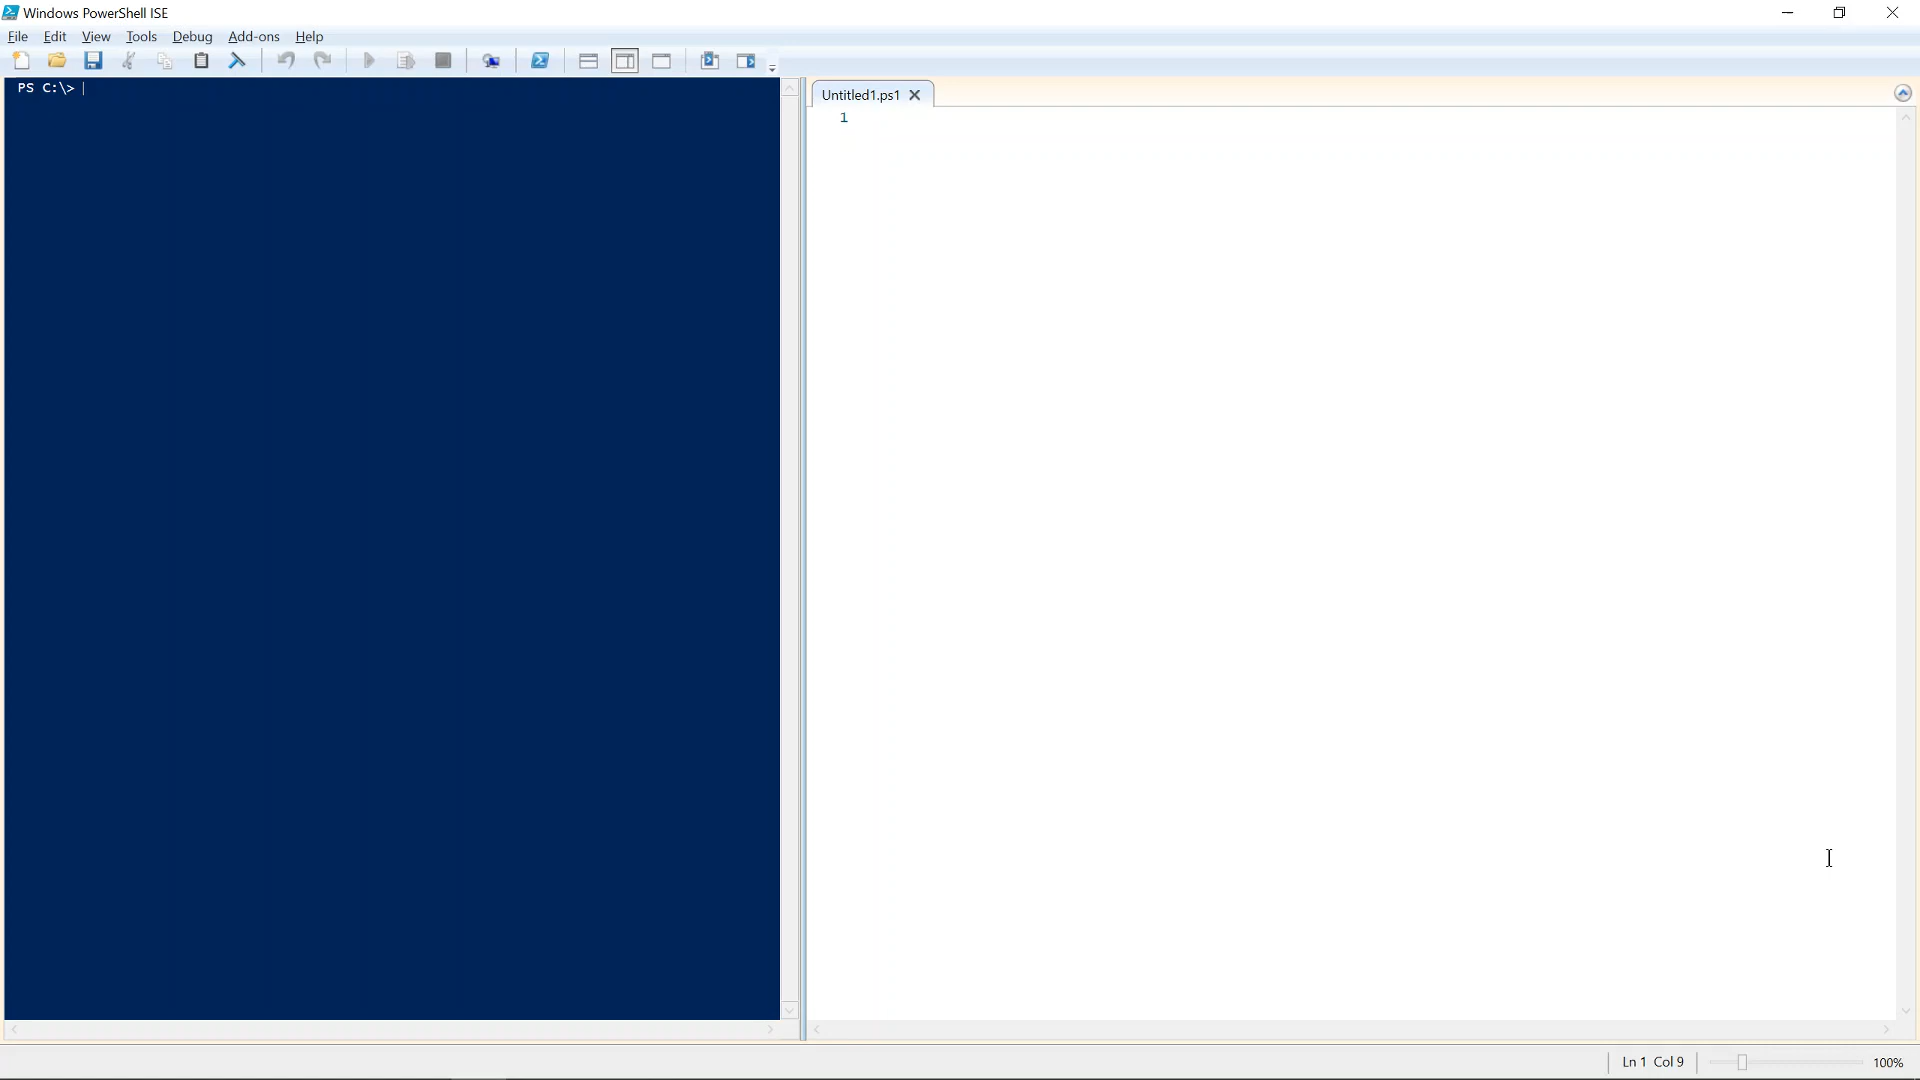 Windows PowerShell ISE
File Edit View Tools Debug Add-ons Help
PS C:\>
Untitled1.ps1
1
Ln 1 Col 9
100%